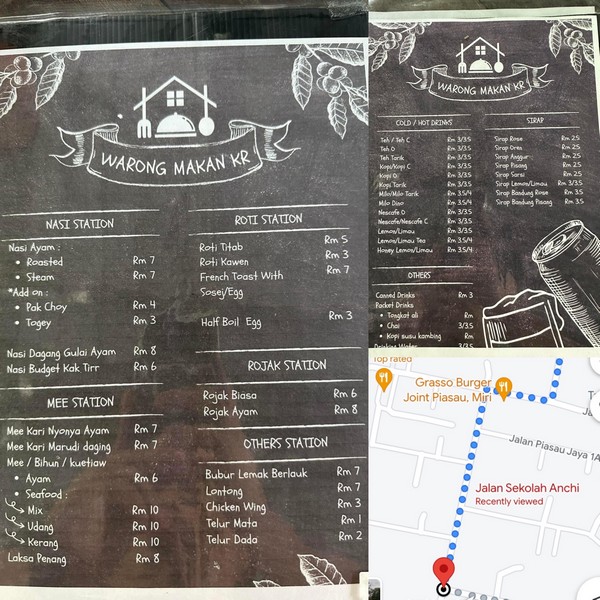 WARONG MAKAN KR
NASI STATION
Nasi Ayam :
• Roasted Rm 7
• Steam Rm 7
*Add on :
• Pak Choy Rm 4
• Togey Rm 3
Nasi Dagang Gulai Ayam Rm 8
Nasi Budget Kak Tirr Rm 6
MEE STATION
Mee Kari Nyonya Ayam Rm 7
Mee Kari Marudi daging Rm 7
Mee / Bihun / kuetiaw
• Ayam Rm 6
• Seafood :
Mix Rm 10
Udang Rm 10
Kerang Rm 10
Laksa Penang Rm 8
ROTI STATION
Roti Titab Rm 5
Roti Kawen Rm 3
French Toast With Rm 7
Sosej/Egg
Half Boil Egg Rm 3
ROJAK STATION
Rojak Biasa Rm 6
Rojak Ayam Rm 8
OTHERS STATION
Bubur Lemak Berlauk Rm 7
Lontong Rm 7
Chicken Wing Rm 3
Telur Mata Rm 1
Telur Dada Rm 2
WARONG MAKAN KR
COLD / HOT DRINKS
Teh / Teh C Rm 3/3.5
Teh O Rm 3/3.5
Teh Tarik Rm 3/3.5
Kopi/Kopi C Rm 3/3.5
Kopi O Rm 3/3.5
Kopi Tarik Rm 3/3.5
Milo/Milo Tarik Rm 3.5/4
Milo Dino Rm 3.5/4
Nescafe O Rm 3/3.5
Nescafe/Nescafe C Rm 3/3.5
Lemon/Limau Rm 3/3.5
Lemon/Limau Tea Rm 3.5/4
Honey Lemon/Limau Rm 3.5/4
OTHERS
Canned Drinks Rm 3
Packet Drinks
• Tongkat ali Rm
• Chai 3/3.5
• Kopi susu kambing Rm
Drinking Water 3/3.5
SIRAP
Sirap Rose Rm 2.5
Sirap Oren Rm 2.5
Sirap Anggur Rm 2.5
Sirap Pisang Rm 2.5
Sirap Sarsi Rm 2.5
Sirap Lemon/Limau Rm 3/3.5
Sirap Bandung Rose Rm 3.5
Sirap Bandung Pisang Rm 3.5
Top rated
Grasso Burger
Joint Piasau, Miri
Jalan Piasau Jaya 1A
Jalan Sekolah Anchi
Recently viewed